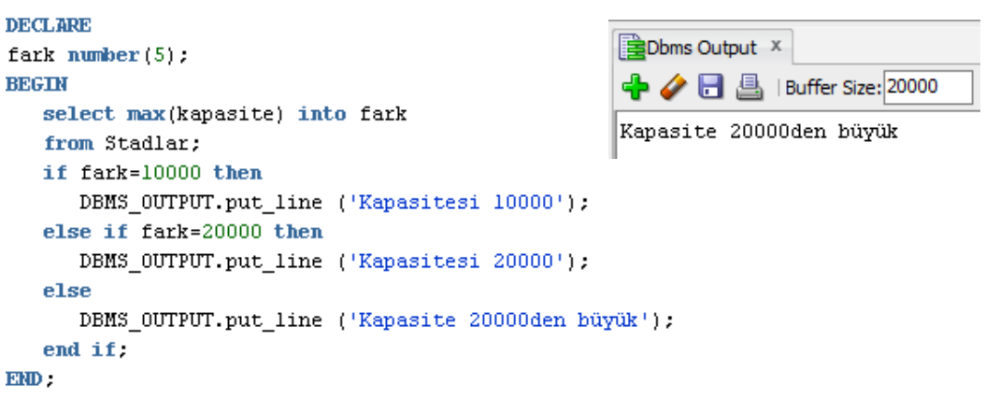 DECLARE
fark number(5);
BEGIN
select max(kapasite) into fark
from Stadlar;
if fark=10000 then
DBMS_OUTPUT.put_line ('Kapasitesi 10000');
else if fark=20000 then
DBMS_OUTPUT.put_line ('Kapasitesi 20000');
else
DBMS_OUTPUT.put_line ('Kapasite 20000den büyük');
end if;
END;
Dbms Output x
Buffer Size: 20000
Kapasite 20000den büyük